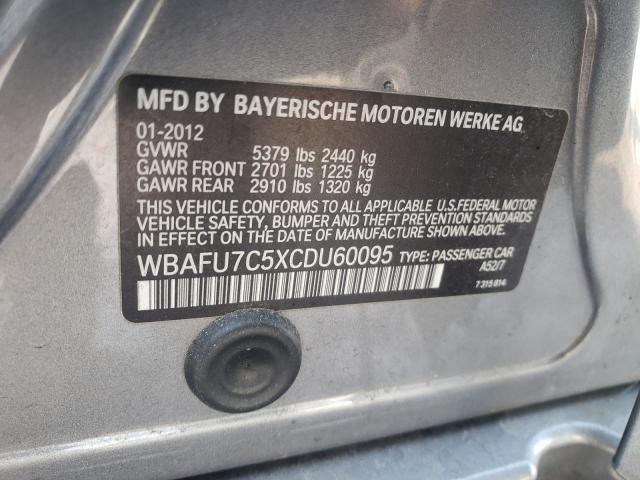 MFD BY BAYERISCHE MOTOREN WERKE AG
01-2012
GVWR 5379 lbs 2440 kg
GAWR FRONT 2701 lbs 1225 kg
GAWR REAR 2910 lbs 1320 kg
THIS VEHICLE CONFORMS TO ALL APPLICABLE U.S.FEDERAL MOTOR
VEHICLE SAFETY, BUMPER AND THEFT PREVENTION STANDARDS
IN EFFECT ON THE DATE OF MANUFACTURE SHOWN ABOVE.
WBAFU7C5XCDU60095 TYPE: PASSENGER CAR
A52/7
7 315 814